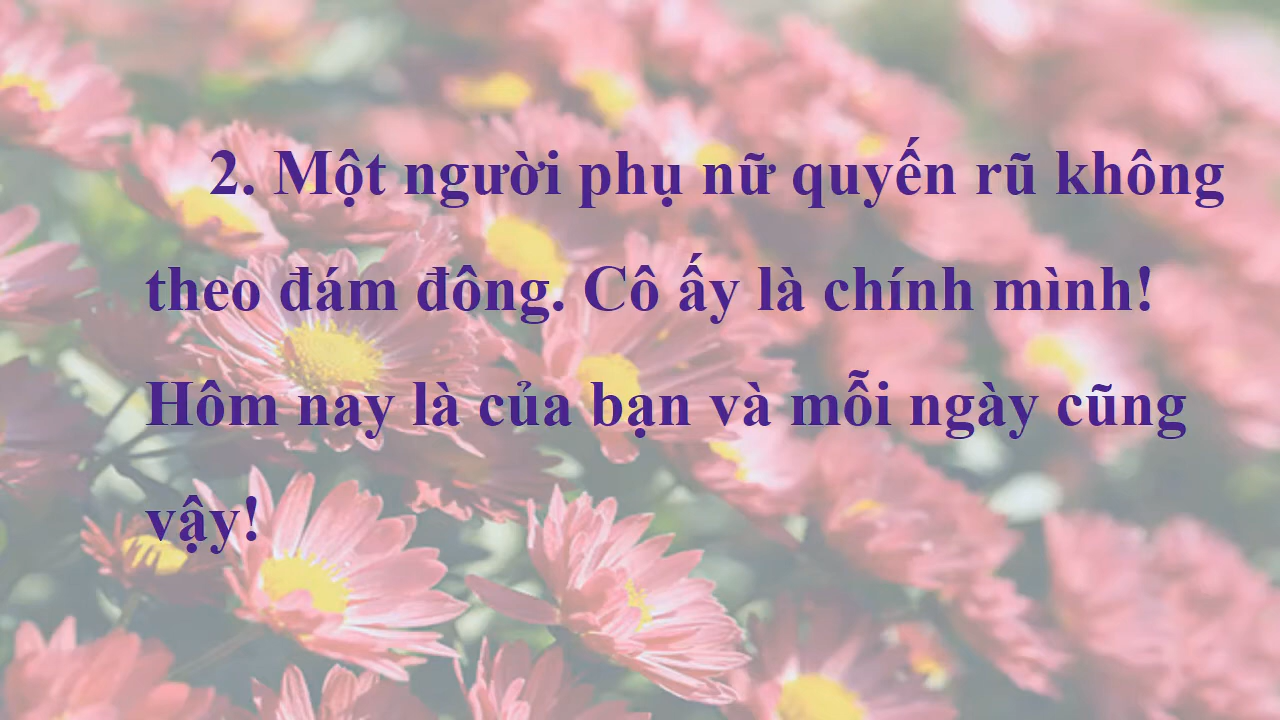 2. Một người phụ nữ quyến rũ không
theo đám đông. Cô ấy là chính mình!
Hôm nay là của bạn và mỗi ngày cũng
vậy!